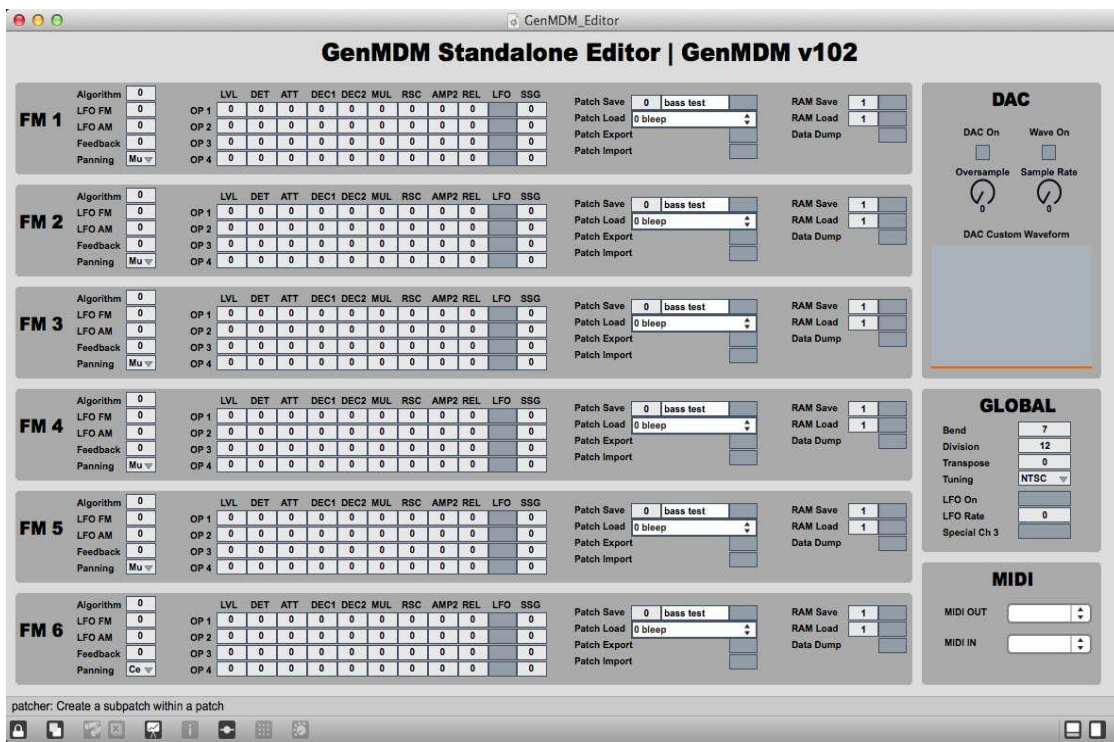 GenMDM_Editor
GenMDM Standalone Editor | GenMDM v102
FM 1
Algorithm 0
LFO FM 0
LFO AM 0
Feedback 0
Panning Mu
LVL DET ATT DEC1 DEC2 MUL RSC AMP2 REL LFO SSG
OP 1 0 0 0 0 0 0 0 0 0 0
OP 2 0 0 0 0 0 0 0 0 0 0
OP 3 0 0 0 0 0 0 0 0 0 0
OP 4 0 0 0 0 0 0 0 0 0 0
Patch Save 0 bass test
Patch Load 0 bleep
Patch Export
Patch Import
RAM Save 1
RAM Load 1
Data Dump
FM 2
Algorithm 0
LFO FM 0
LFO AM 0
Feedback 0
Panning Mu
LVL DET ATT DEC1 DEC2 MUL RSC AMP2 REL LFO SSG
OP 1 0 0 0 0 0 0 0 0 0 0
OP 2 0 0 0 0 0 0 0 0 0 0
OP 3 0 0 0 0 0 0 0 0 0 0
OP 4 0 0 0 0 0 0 0 0 0 0
Patch Save 0 bass test
Patch Load 0 bleep
Patch Export
Patch Import
RAM Save 1
RAM Load 1
Data Dump
FM 3
Algorithm 0
LFO FM 0
LFO AM 0
Feedback 0
Panning Mu
LVL DET ATT DEC1 DEC2 MUL RSC AMP2 REL LFO SSG
OP 1 0 0 0 0 0 0 0 0 0 0
OP 2 0 0 0 0 0 0 0 0 0 0
OP 3 0 0 0 0 0 0 0 0 0 0
OP 4 0 0 0 0 0 0 0 0 0 0
Patch Save 0 bass test
Patch Load 0 bleep
Patch Export
Patch Import
RAM Save 1
RAM Load 1
Data Dump
FM 4
Algorithm 0
LFO FM 0
LFO AM 0
Feedback 0
Panning Mu
LVL DET ATT DEC1 DEC2 MUL RSC AMP2 REL LFO SSG
OP 1 0 0 0 0 0 0 0 0 0 0
OP 2 0 0 0 0 0 0 0 0 0 0
OP 3 0 0 0 0 0 0 0 0 0 0
OP 4 0 0 0 0 0 0 0 0 0 0
Patch Save 0 bass test
Patch Load 0 bleep
Patch Export
Patch Import
RAM Save 1
RAM Load 1
Data Dump
FM 5
Algorithm 0
LFO FM 0
LFO AM 0
Feedback 0
Panning Mu
LVL DET ATT DEC1 DEC2 MUL RSC AMP2 REL LFO SSG
OP 1 0 0 0 0 0 0 0 0 0 0
OP 2 0 0 0 0 0 0 0 0 0 0
OP 3 0 0 0 0 0 0 0 0 0 0
OP 4 0 0 0 0 0 0 0 0 0 0
Patch Save 0 bass test
Patch Load 0 bleep
Patch Export
Patch Import
RAM Save 1
RAM Load 1
Data Dump
FM 6
Algorithm 0
LFO FM 0
LFO AM 0
Feedback 0
Panning Ce
LVL DET ATT DEC1 DEC2 MUL RSC AMP2 REL LFO SSG
OP 1 0 0 0 0 0 0 0 0 0 0
OP 2 0 0 0 0 0 0 0 0 0 0
OP 3 0 0 0 0 0 0 0 0 0 0
OP 4 0 0 0 0 0 0 0 0 0 0
Patch Save 0 bass test
Patch Load 0 bleep
Patch Export
Patch Import
RAM Save 1
RAM Load 1
Data Dump
DAC
DAC On Wave On
Oversample Sample Rate
0 0
DAC Custom Waveform
GLOBAL
Bend 7
Division 12
Transpose 0
Tuning NTSC
LFO On
LFO Rate 0
Special Ch 3
MIDI
MIDI OUT
MIDI IN
patcher: Create a subpatch within a patch